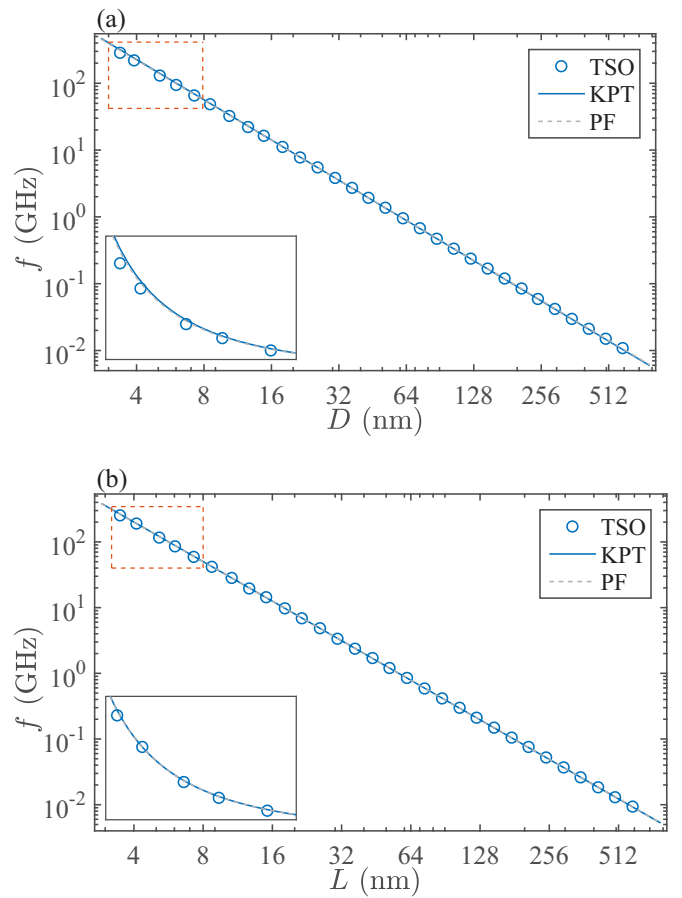 (a)
10^2
10^1
10^0
10^-1
10^-2
f (GHz)
TSO
KPT
PF
4 8 16 32 64 128 256 512
D (nm)
(b)
10^2
10^1
10^0
10^-1
10^-2
f (GHz)
TSO
KPT
PF
4 8 16 32 64 128 256 512
L (nm)